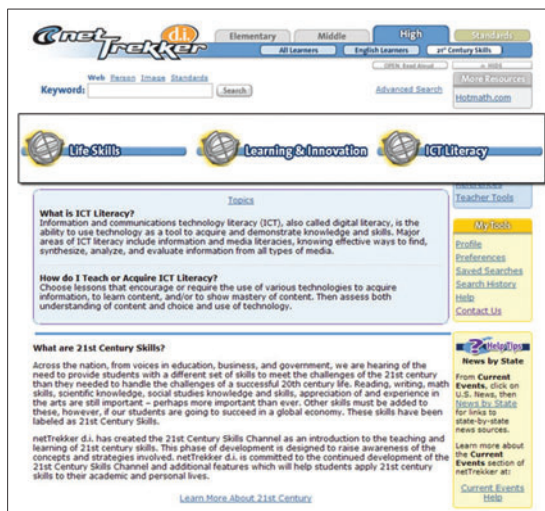 netTrekker d.i.
Elementary Middle High Standards
All Learners English Learners 21st Century Skills
OPEN Read Aloud HIDE
Web Person Image Standards
Keyword: Search Advanced Search
More Resources
Hotmath.com
Life Skills Learning & Innovation ICT Literacy
References
Teacher Tools
Topics
What is ICT Literacy?
Information and communications technology literacy (ICT), also called digital literacy, is the
ability to use technology as a tool to acquire and demonstrate knowledge and skills. Major
areas of ICT literacy include information and media literacies, knowing effective ways to find,
synthesize, analyze, and evaluate information from all types of media.
How do I Teach or Acquire ICT Literacy?
Choose lessons that encourage or require the use of various technologies to acquire
information, to learn content, and/or to show mastery of content. Then assess both
understanding of content and choice and use of technology.
My Tools
Profile
Preferences
Saved Searches
Search History
Help
Contact Us
What are 21st Century Skills?
Across the nation, from voices in education, business, and government, we are hearing of the
need to provide students with a different set of skills to meet the challenges of the 21st century
than they needed to handle the challenges of a successful 20th century life. Reading, writing, math
skills, scientific knowledge, social studies knowledge and skills, appreciation of and experience in
the arts are still important – perhaps more important than ever. Other skills must be added to
these, however, if our students are going to succeed in a global economy. These skills have been
labeled as 21st Century Skills.
netTrekker d.i. has created the 21st Century Skills Channel as an introduction to the teaching and
learning of 21st century skills. This phase of development is designed to raise awareness of the
concepts and strategies involved. netTrekker d.i. is committed to the continued development of the
21st Century Skills Channel and additional features which will help students apply 21st century
skills to their academic and personal lives.
Learn More About 21st Century
? HelpTips
News by State
From Current
Events, click on
U.S. News, then
News by State
for links to
state-by-state
news sources.
Learn more about
the Current
Events section of
netTrekker at:
Current Events
Help